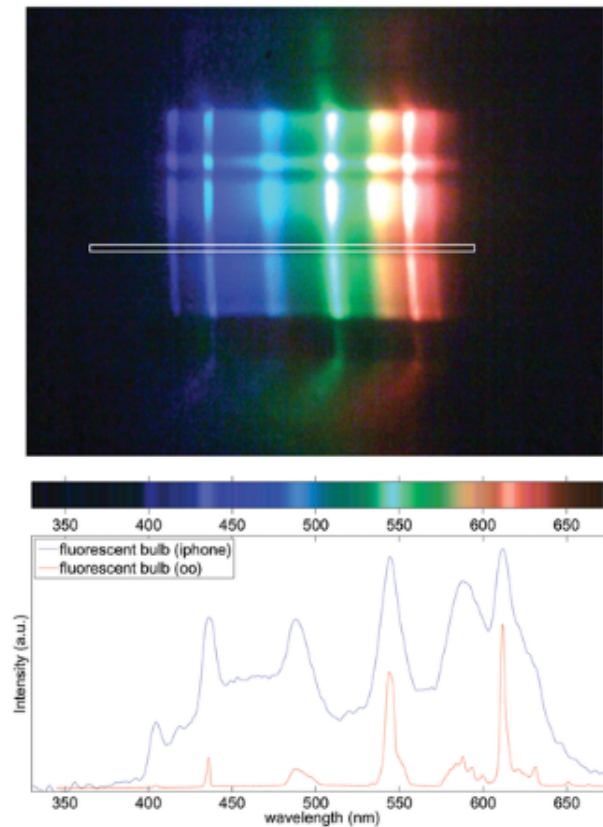 350 400 450 500 550 600 650
fluorescent bulb (iphone)
fluorescent bulb (oo)
Intensity (a.u.)
350 400 450 500 550 600 650
wavelength (nm)